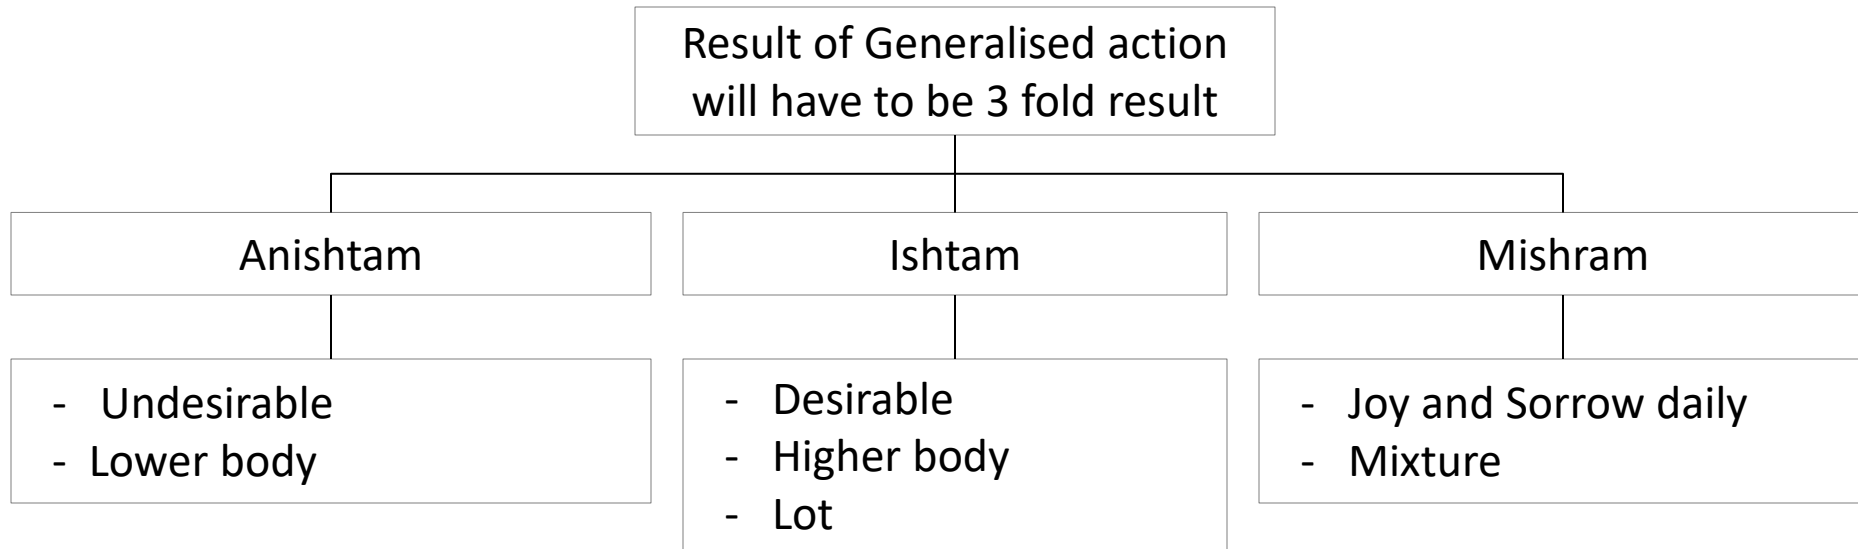 Result of Generalised action
will have to be 3 fold result
Anishtam
Ishtam
Mishram
- Undesirable
- Lower body
- Desirable
- Higher body
- Lot
- Joy and Sorrow daily
- Mixture